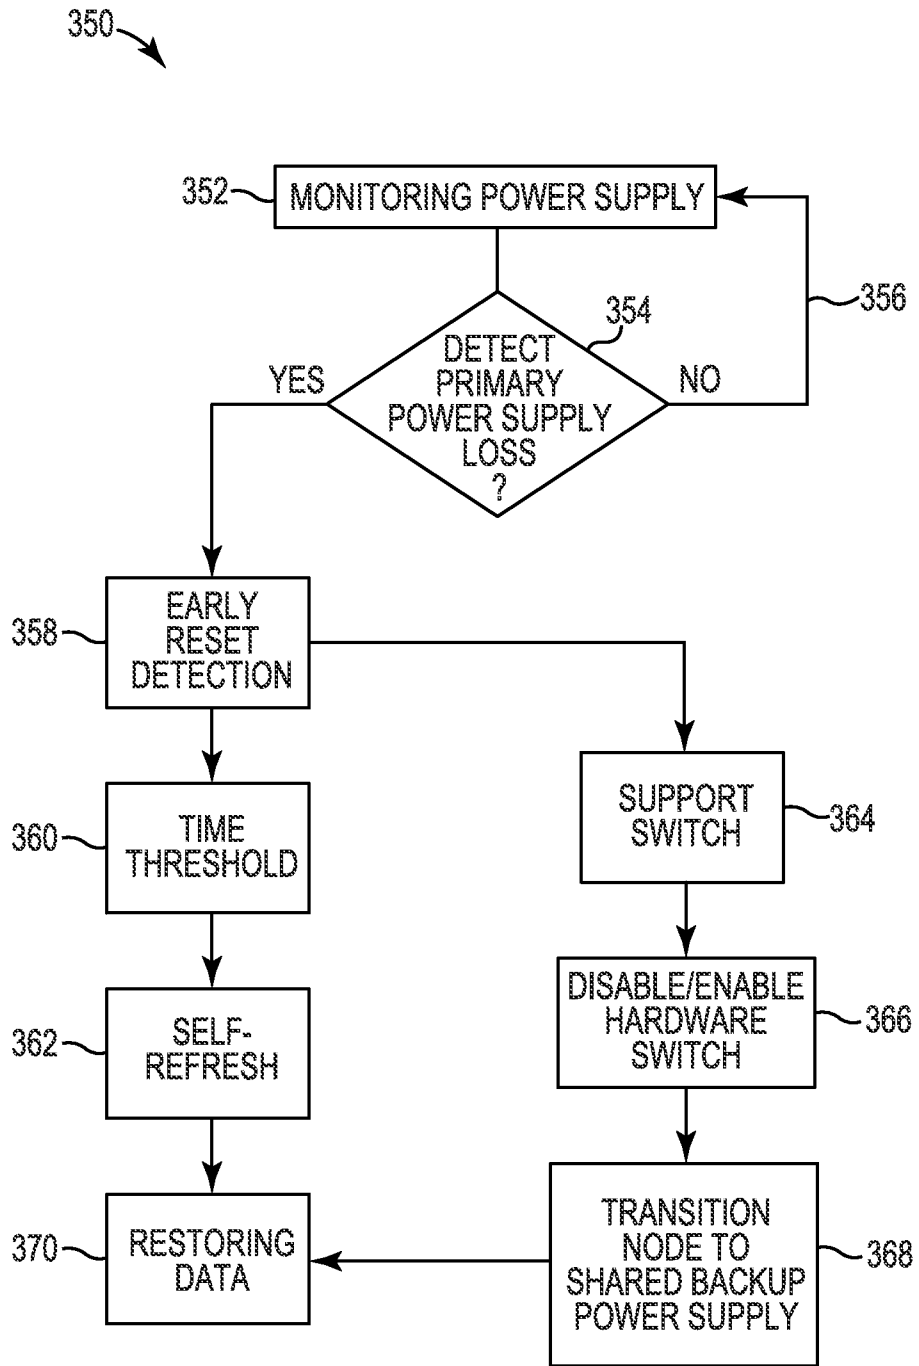 350
352
MONITORING POWER SUPPLY
356
354
DETECT
PRIMARY
POWER SUPPLY
LOSS
?
YES
NO
358
EARLY
RESET
DETECTION
360
TIME
THRESHOLD
SUPPORT
SWITCH
364
362
SELF-
REFRESH
DISABLE/ENABLE
HARDWARE
SWITCH
366
370
RESTORING
DATA
TRANSITION
NODE TO
SHARED BACKUP
POWER SUPPLY
368